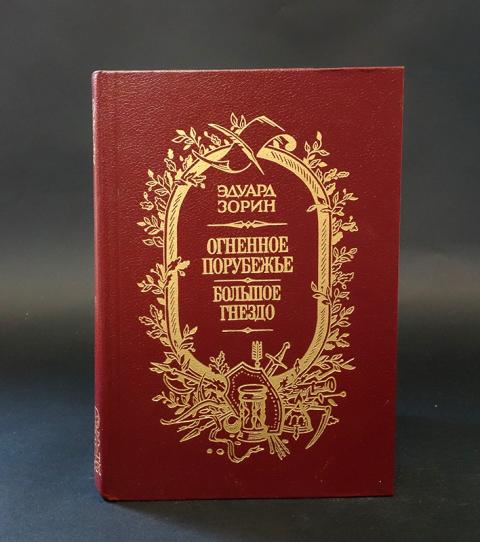 ЭДУАРД
ЗОРИН
ОГНЕННОЕ
ПОРУБЕЖЬЕ
БОЛЬШОЕ
ГНЕЗДО